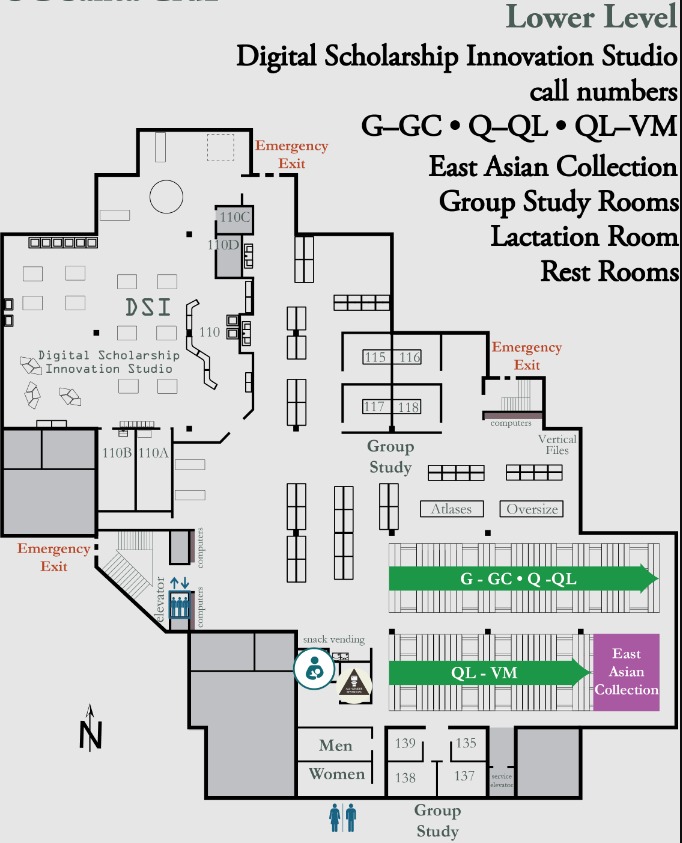 Lower Level
Digital Scholarship Innovation Studio
call numbers
G–GC • Q–QL • QL–VM
East Asian Collection
Group Study Rooms
Lactation Room
Rest Rooms
Emergency
Exit
110C
110D
DSI
110
Digital Scholarship
Innovation Studio
115 116
117 118
Group
Study
Emergency
Exit
computers
Vertical
Files
110B 110A
Atlases
Oversize
Emergency
Exit
computers
elevator
computers
G - GC • Q -QL
snack vending
QL - VM
East
Asian
Collection
N
Men
Women
139
135
138
137
service
elevator
Group
Study